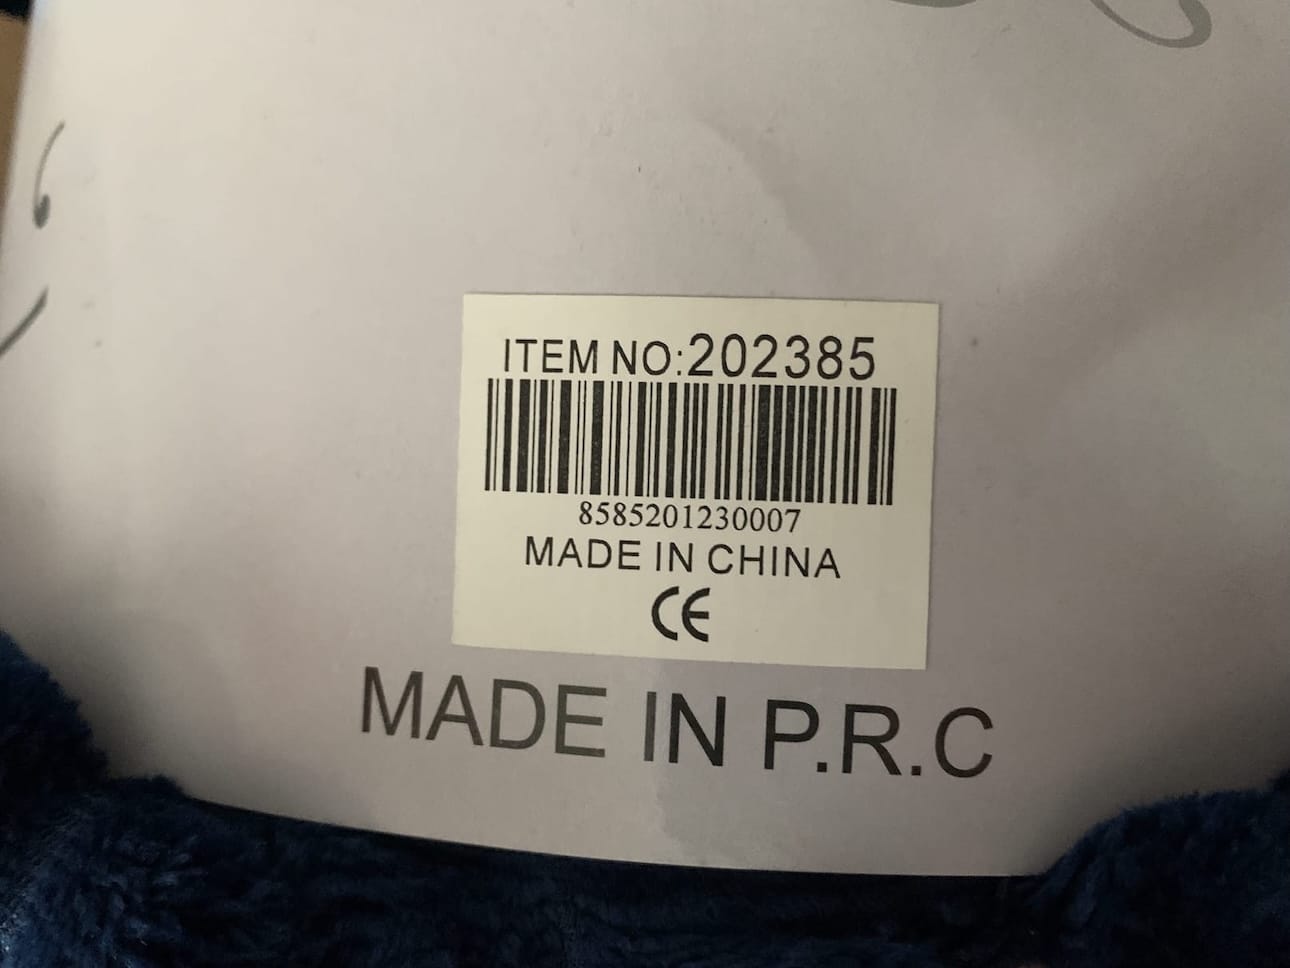 ITEM NO:202385
8585201230007
MADE IN CHINA
CE
MADE IN P.R.C